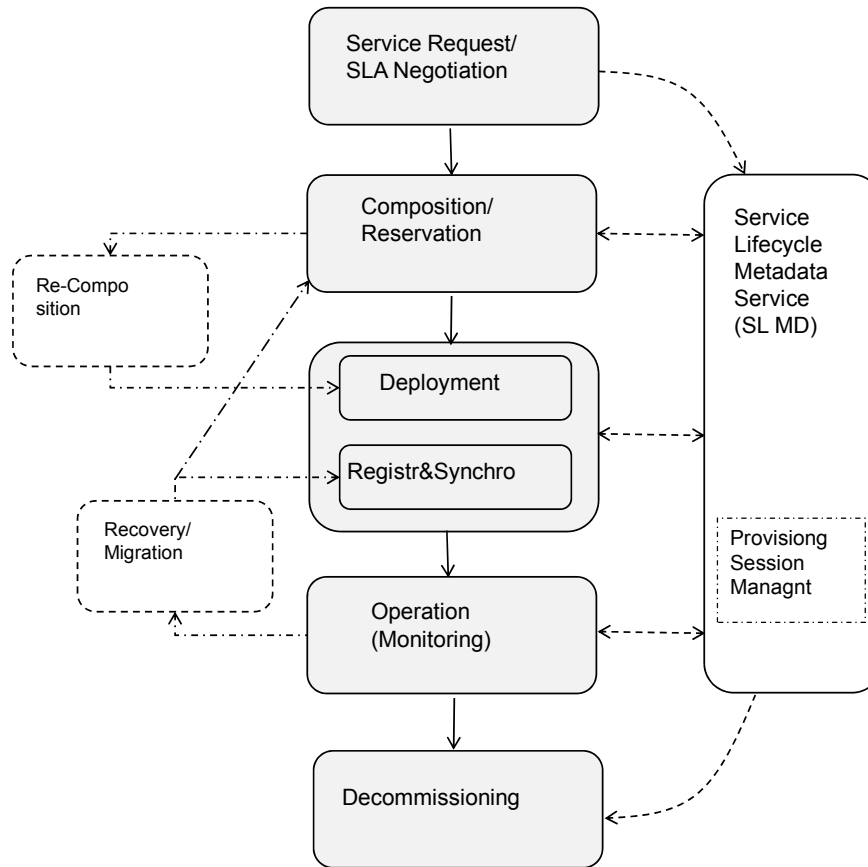 Service Request/
SLA Negotiation
Composition/
Reservation
Service
Lifecycle
Metadata
Service
(SL MD)
Re-Compo
sition
Deployment
Registr&Synchro
Recovery/
Migration
Provisiong
Session
Managnt
Operation
(Monitoring)
Decommissioning